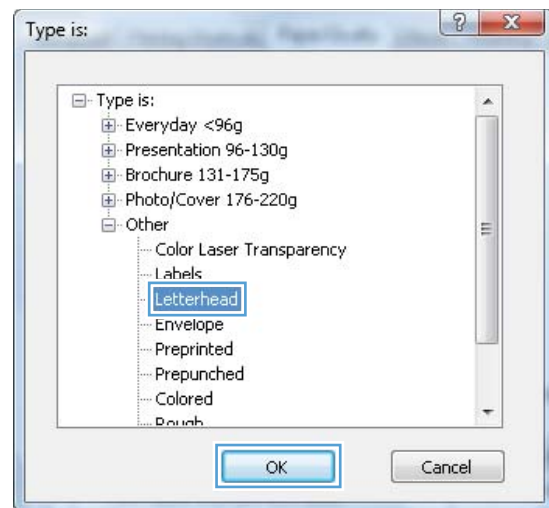 Type is:
Type is:
Everyday <96g
Presentation 96-130g
Brochure 131-175g
Photo/Cover 176-220g
Other
Color Laser Transparency
Labels
Letterhead
Envelope
Preprinted
Prepunched
Colored
Rough
OK
Cancel